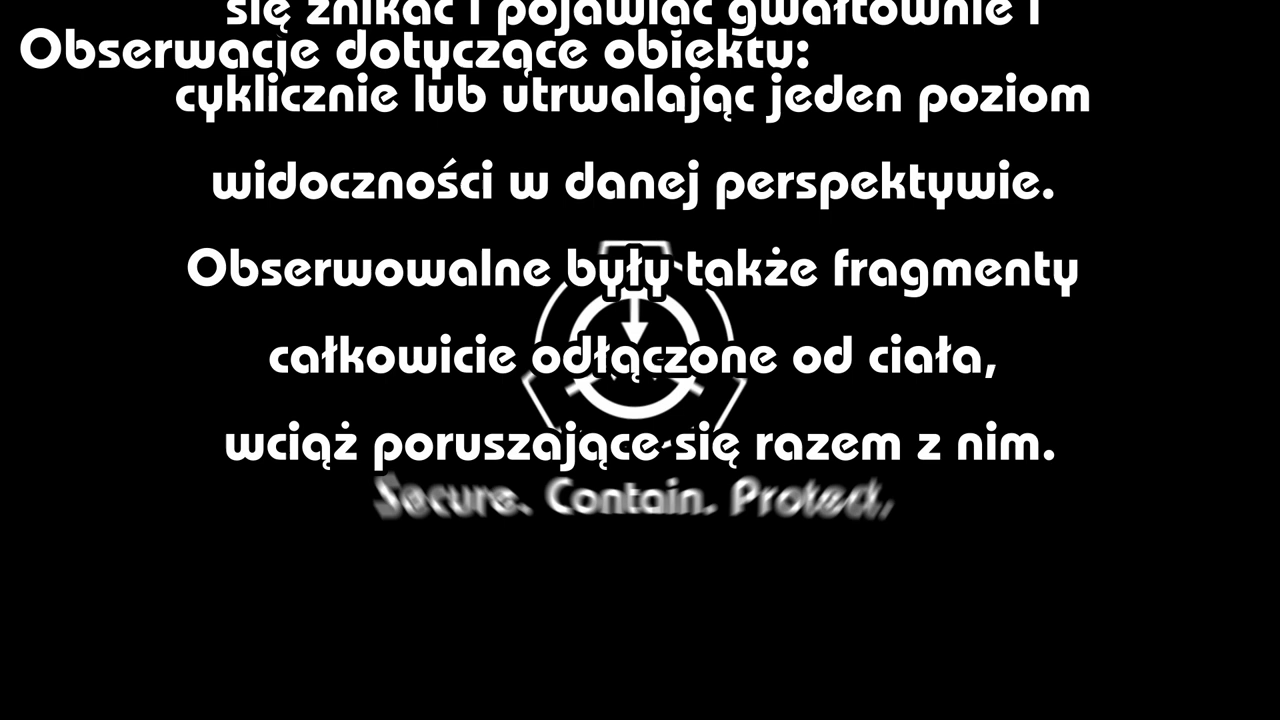 się znikać i pojawiać gwałtownie i
Obserwacje dotyczące obiektu:
cyklicznie lub utrwalając jeden poziom
widoczności w danej perspektywie.
Obserwowalne były także fragmenty
całkowicie odłączone od ciała,
wciąż poruszające się razem z nim.
Secure. Contain. Protect.